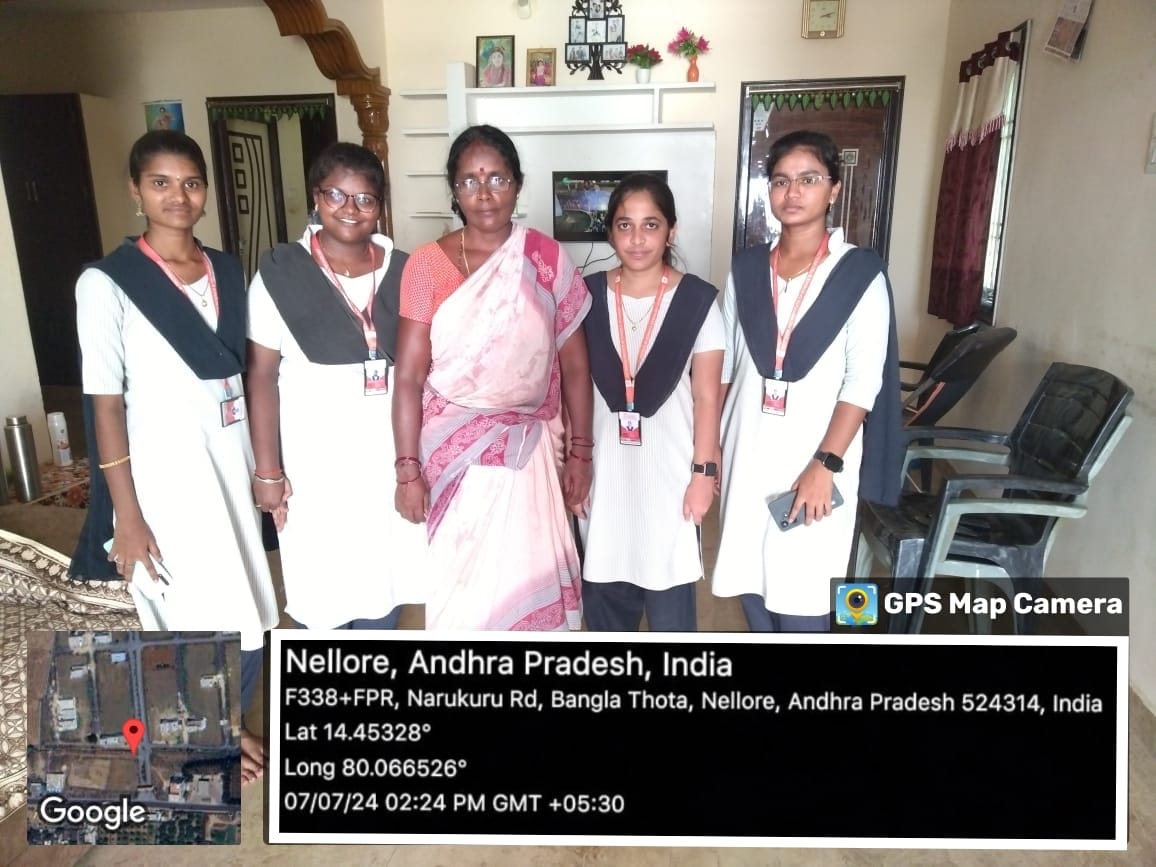 GPS Map Camera
Nellore, Andhra Pradesh, India
F338+FPR, Narukuru Rd, Bangla Thota, Nellore, Andhra Pradesh 524314, India
Lat 14.45328°
Long 80.066526°
07/07/24 02:24 PM GMT +05:30
Google